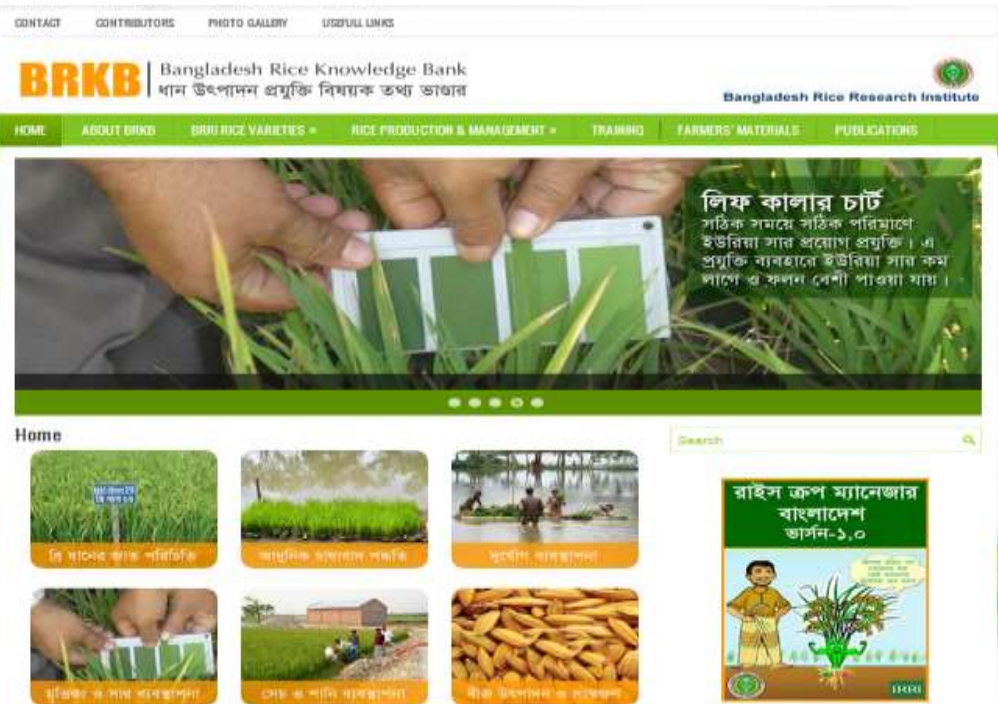 CONTACT CONTRIBUTORS PHOTO GALLERY USEFULL LINKS
BRKB Bangladesh Rice Knowledge Bank
ধান উৎপাদন প্রযুক্তি বিষয়ক তথ্য ভাণ্ডার
Bangladesh Rice Research Institute
HOME ABOUT BRKB BRRI RICE VARIETIES » RICE PRODUCTION & MANAGEMENT » TRAINING FARMERS' MATERIALS PUBLICATIONS
লিফ কালার চার্ট
সঠিক সময়ে সঠিক পরিমাণে
ইউরিয়া সার প্রয়োগ প্রযুক্তি। এ
প্রযুক্তি ব্যবহারে ইউরিয়া সার কম
লাগে ও ফলন বেশী পাওয়া যায়।
Home
Search
ব্রি ধানের জাত পরিচিতি
আধুনিক চাষাবাদ পদ্ধতি
দুর্যোগ ব্যবস্থাপনা
মৃত্তিকা ও সার ব্যবস্থাপনা
সেচ ও পানি ব্যবস্থাপনা
বীজ উৎপাদন ও সংরক্ষণ
রাইস ক্রপ ম্যানেজার
বাংলাদেশ
ভার্সন-১.০
IRRI